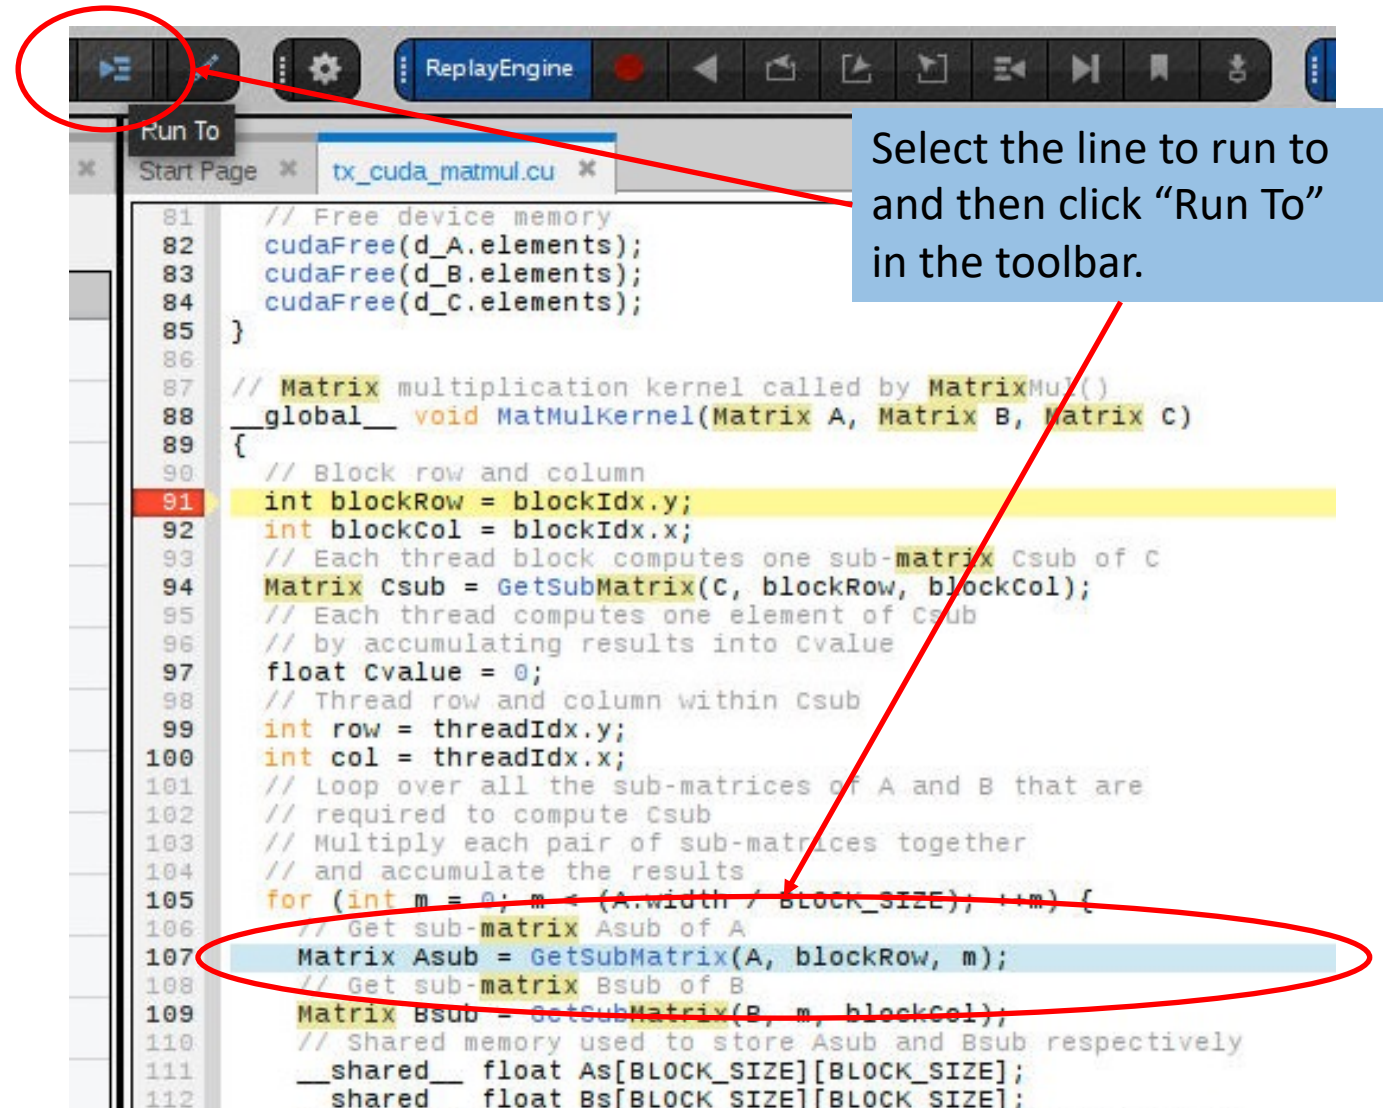 ReplayEngine
Run To
Select the line to run to
and then click “Run To”
in the toolbar.
Start Page
tx_cuda_matmul.cu
81 // Free device memory
82 cudaFree(d_A.elements);
83 cudaFree(d_B.elements);
84 cudaFree(d_C.elements);
85 }
86
87 // Matrix multiplication kernel called by MatrixMul()
88 __global__ void MatMulKernel(Matrix A, Matrix B, Matrix C)
89 {
90 // Block row and column
91 int blockRow = blockIdx.y;
92 int blockCol = blockIdx.x;
93 // Each thread block computes one sub-matrix Csub of C
94 Matrix Csub = GetSubMatrix(C, blockRow, blockCol);
95 // Each thread computes one element of Csub
96 // by accumulating results into Cvalue
97 float Cvalue = 0;
98 // Thread row and column within Csub
99 int row = threadIdx.y;
100 int col = threadIdx.x;
101 // Loop over all the sub-matrices of A and B that are
102 // required to compute Csub
103 // Multiply each pair of sub-matrices together
104 // and accumulate the results
105 for (int m = 0; m < (A.width / BLOCK_SIZE); ++m) {
106 // Get sub-matrix Asub of A
107 Matrix Asub = GetSubMatrix(A, blockRow, m);
108 // Get sub-matrix Bsub of B
109 Matrix Bsub = GetSubMatrix(B, m, blockCol);
110 // Shared memory used to store Asub and Bsub respectively
111 __shared__ float As[BLOCK_SIZE][BLOCK_SIZE];
112 __shared__ float Bs[BLOCK_SIZE][BLOCK_SIZE];